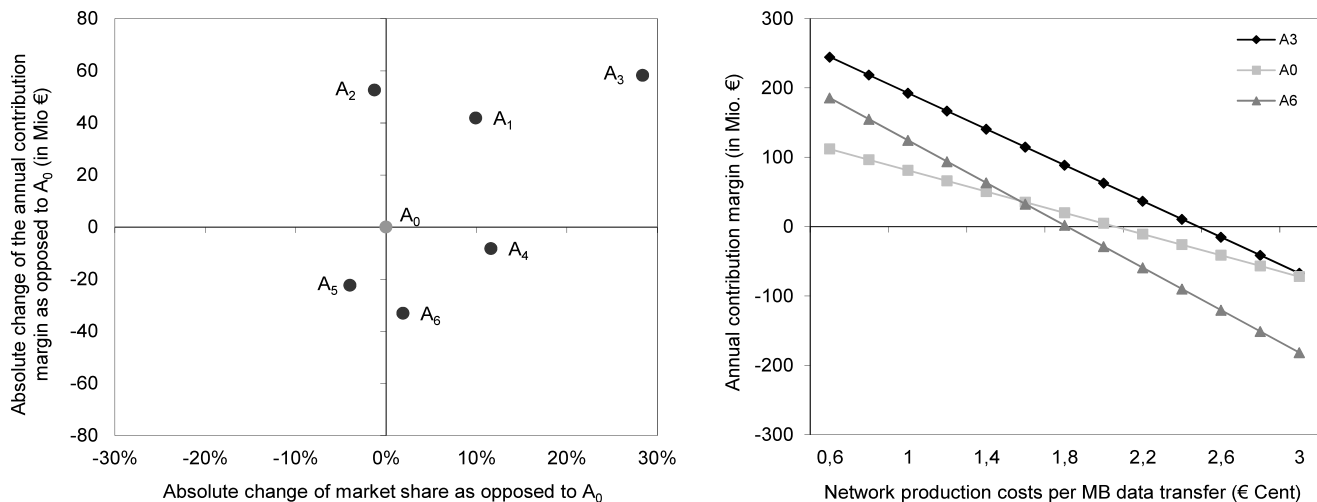 Absolute change of the annual contribution
margin as opposed to A0 (in Mio €)
80
60
40
20
0
-20
-40
-60
-80
A3
A2
A1
A0
A4
A5
A6
-30%
-20%
-10%
0%
10%
20%
30%
Absolute change of market share as opposed to A0
Annual contribution margin (in Mio. €)
300
200
100
0
-100
-200
-300
A3
A0
A6
0,6
1
1,4
1,8
2,2
2,6
3
Network production costs per MB data transfer (€ Cent)